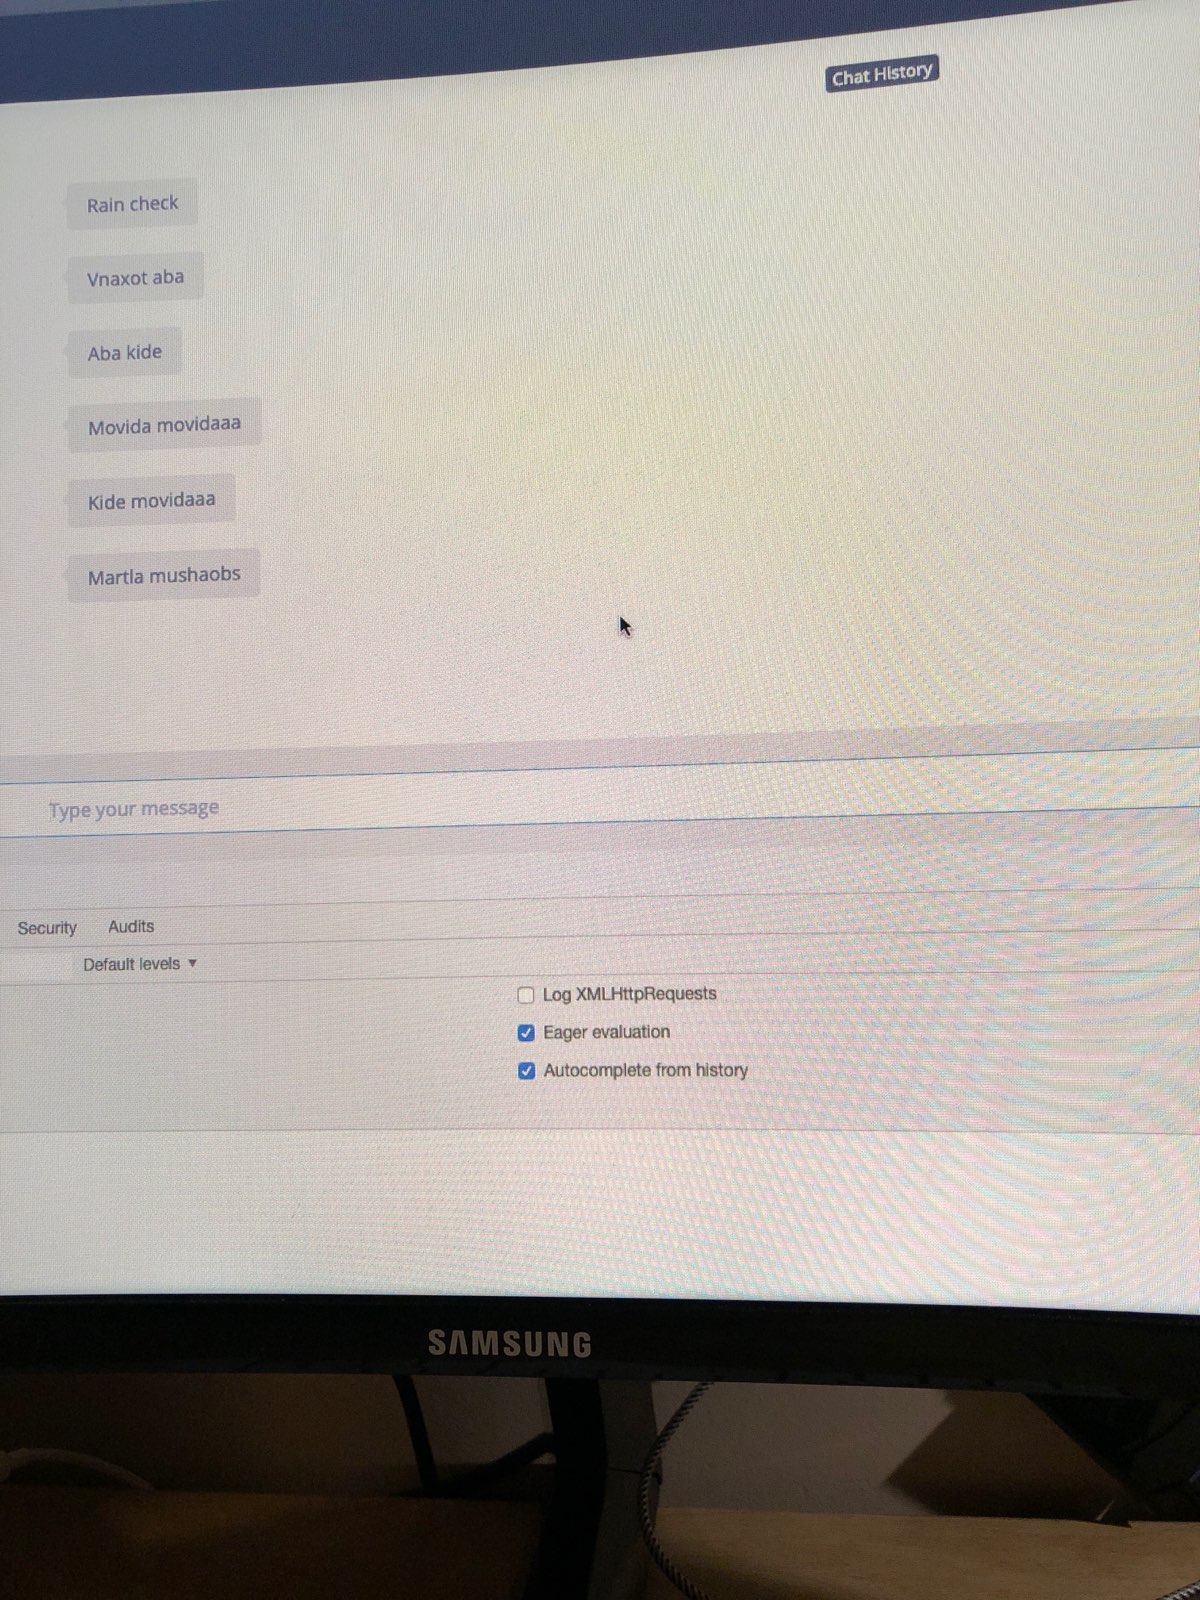 Chat History
Rain check
Vnaxot aba
Aba kide
Movida movidaaa
Kide movidaaa
Martla mushaobs
Type your message
Security Audits
Default levels ▼
Log XMLHttpRequests
Eager evaluation
Autocomplete from history
SAMSUNG